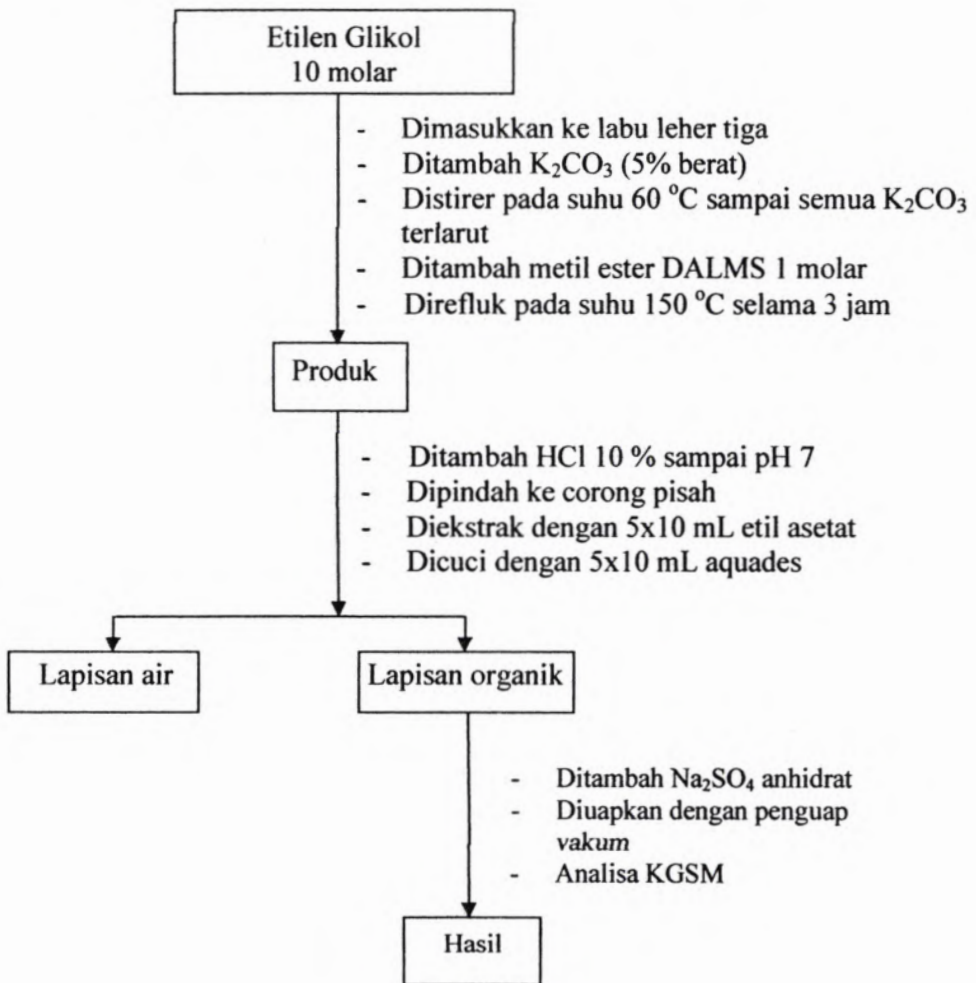 Etilen Glikol
10 molar
- Dimasukkan ke labu leher tiga
- Ditambah K₂CO₃ (5% berat)
- Distirer pada suhu 60 °C sampai semua K₂CO₃
terlarut
- Ditambah metil ester DALMS 1 molar
- Direfluk pada suhu 150 °C selama 3 jam
Produk
- Ditambah HCl 10 % sampai pH 7
- Dipindah ke corong pisah
- Diekstrak dengan 5x10 mL etil asetat
- Dicuci dengan 5x10 mL aquades
Lapisan air
Lapisan organik
- Ditambah Na₂SO₄ anhidrat
- Diuapkan dengan penguap
vakum
- Analisa KGSM
Hasil